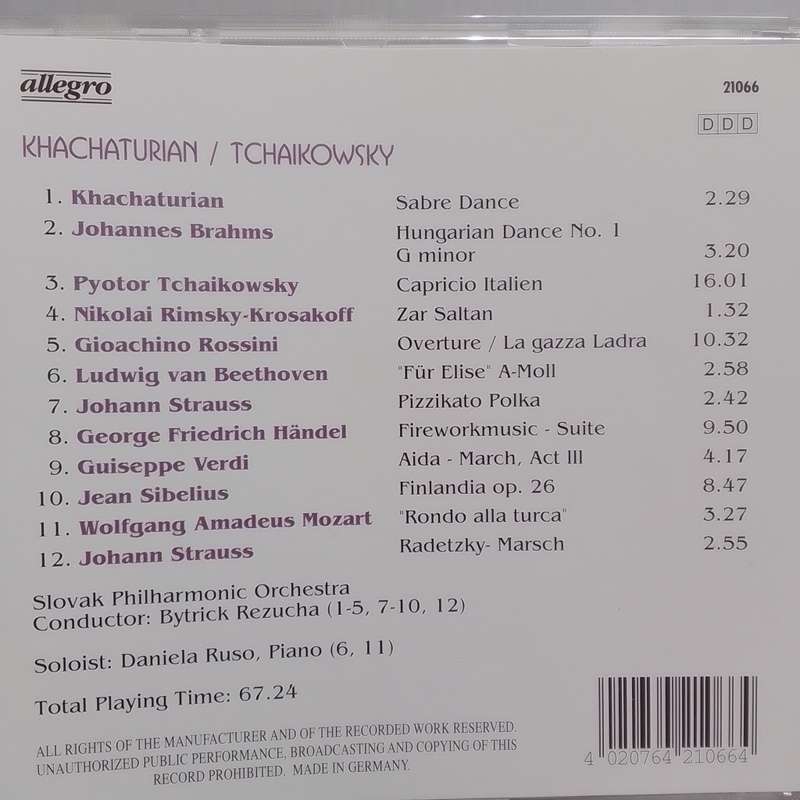 allegro
21066
DDD
KHACHATURIAN / TCHAIKOWSKY
1. Khachaturian Sabre Dance 2.29
2. Johannes Brahms Hungarian Dance No. 1
G minor 3.20
3. Pyotor Tchaikowsky Capricio Italien 16.01
4. Nikolai Rimsky-Krosakoff Zar Saltan 1.32
5. Gioachino Rossini Overture / La gazza Ladra 10.32
6. Ludwig van Beethoven "Für Elise" A-Moll 2.58
7. Johann Strauss Pizzikato Polka 2.42
8. George Friedrich Händel Fireworkmusic - Suite 9.50
9. Guiseppe Verdi Aida - March, Act III 4.17
10. Jean Sibelius Finlandia op. 26 8.47
11. Wolfgang Amadeus Mozart "Rondo alla turca" 3.27
12. Johann Strauss Radetzky- Marsch 2.55
Slovak Philharmonic Orchestra
Conductor: Bytrick Rezucha (1-5, 7-10, 12)
Soloist: Daniela Ruso, Piano (6, 11)
Total Playing Time: 67.24
ALL RIGHTS OF THE MANUFACTURER AND OF THE RECORDED WORK RESERVED.
UNAUTHORIZED PUBLIC PERFORMANCE, BROADCASTING AND COPYING OF THIS
RECORD PROHIBITED. MADE IN GERMANY.
4 020764 210664